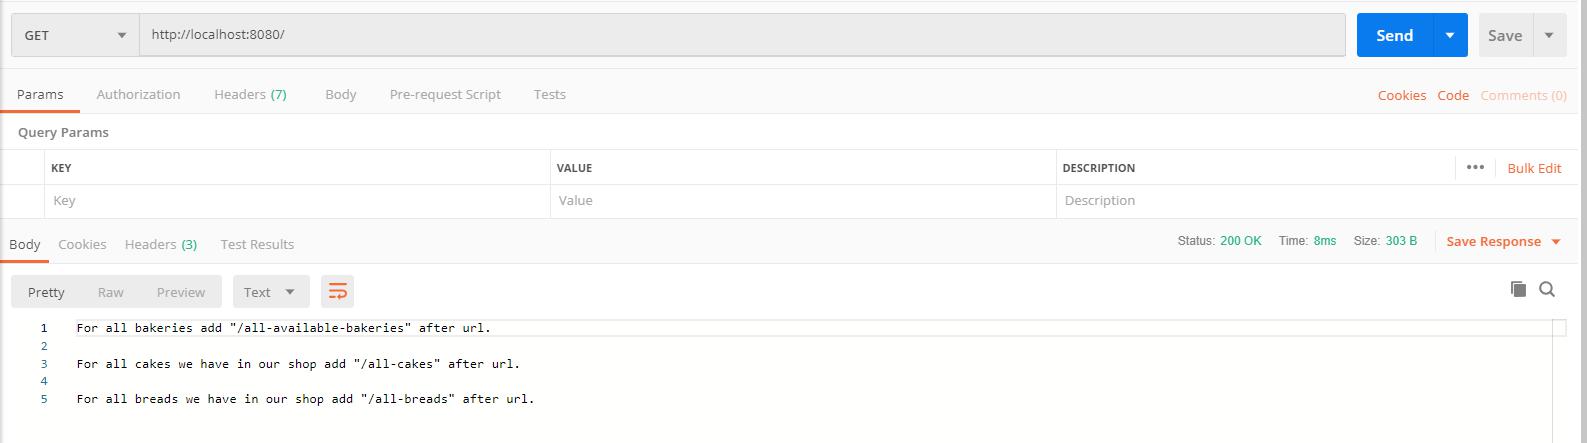 GET http://localhost:8080/ Send Save
Params Authorization Headers (7) Body Pre-request Script Tests Cookies Code Comments (0)
Query Params
KEY VALUE DESCRIPTION ••• Bulk Edit
Key Value Description
Body Cookies Headers (3) Test Results Status: 200 OK Time: 8ms Size: 303 B Save Response
Pretty Raw Preview Text
1 For all bakeries add "/all-available-bakeries" after url.
2
3 For all cakes we have in our shop add "/all-cakes" after url.
4
5 For all breads we have in our shop add "/all-breads" after url.